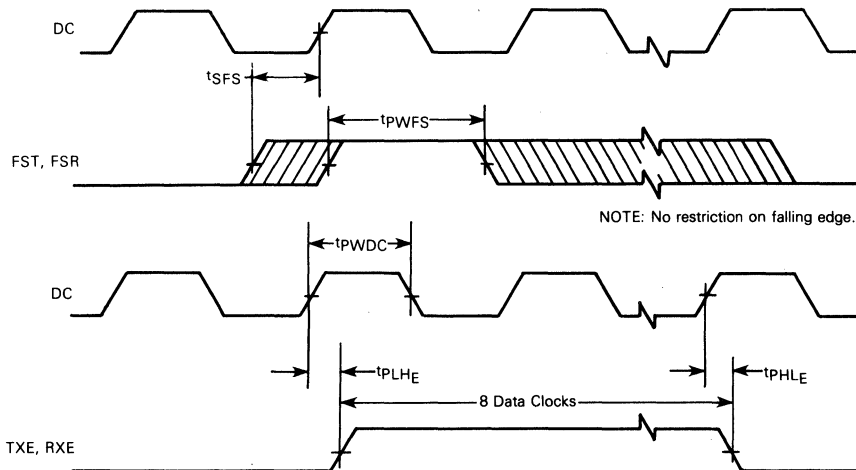 DC
tSFS
tPWFS
FST, FSR
NOTE: No restriction on falling edge.
tPWDC
DC
tPLHE
tPHLE
8 Data Clocks
TXE, RXE